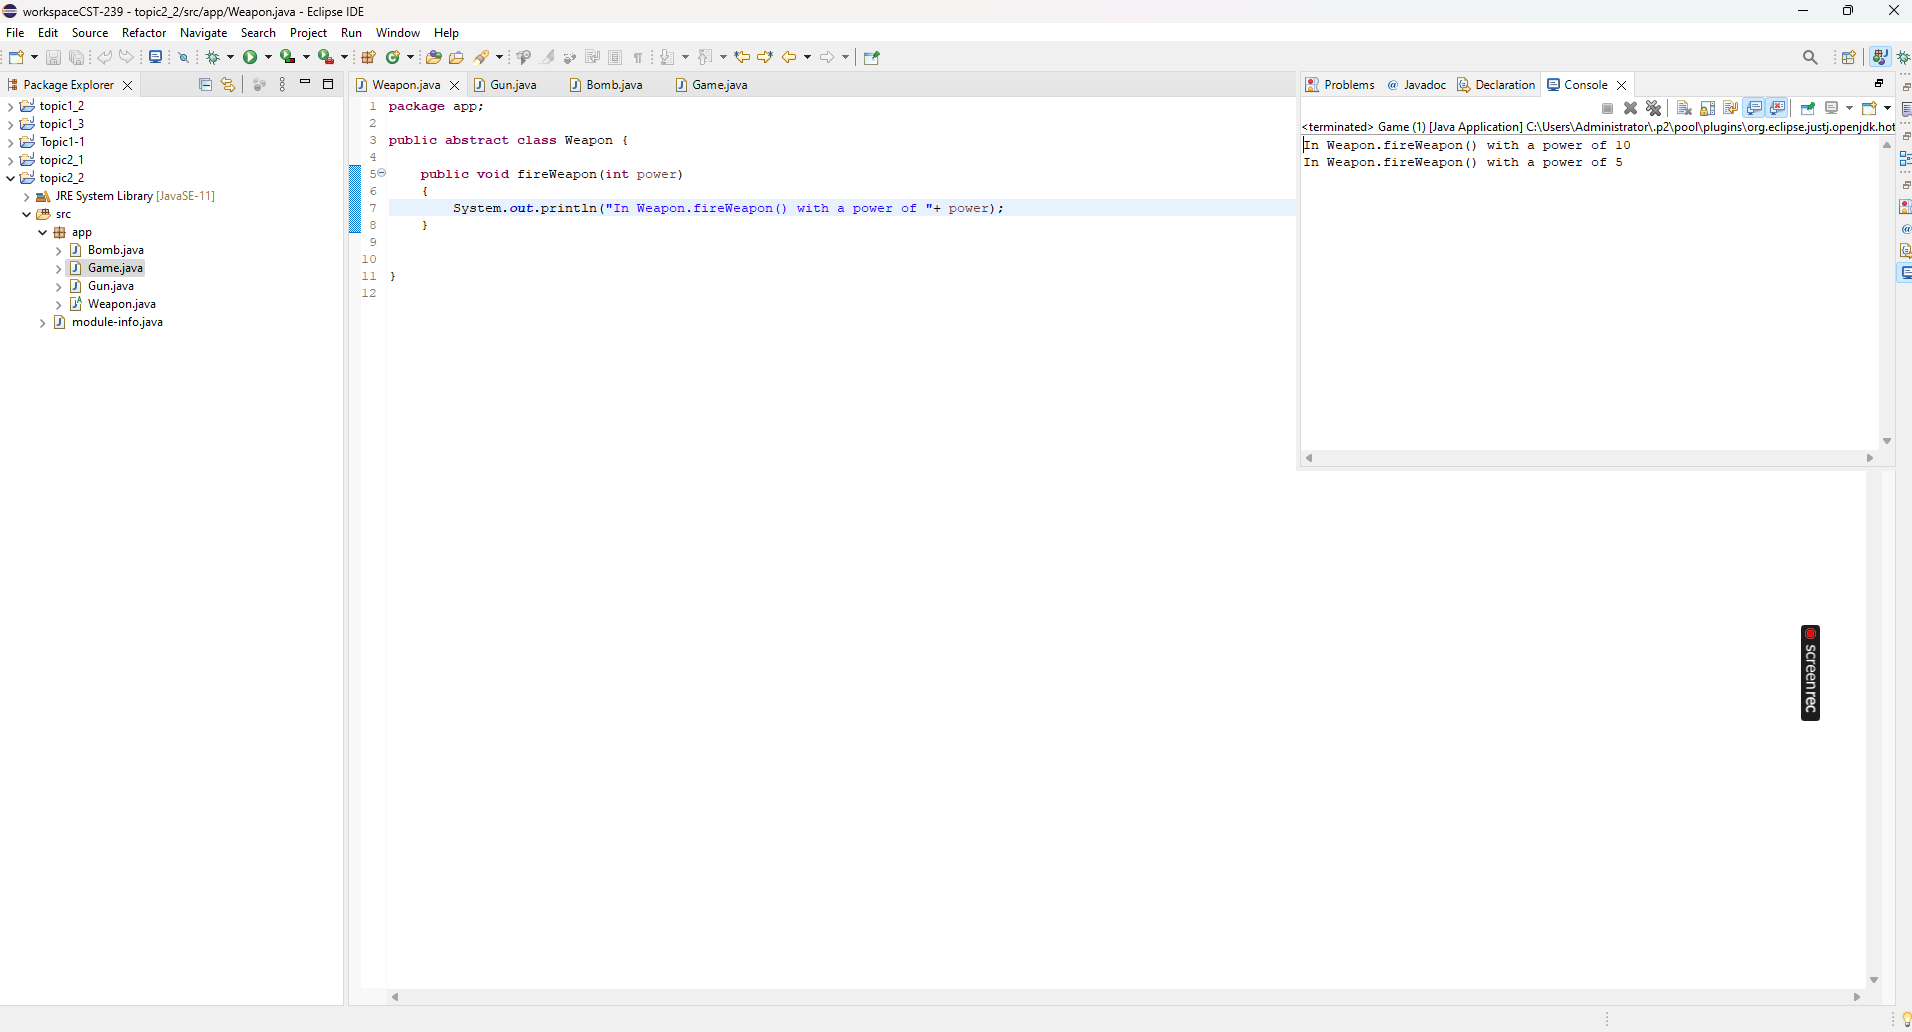 workspaceCST-239 - topic2_2/src/app/Weapon.java - Eclipse IDE
File Edit Source Refactor Navigate Search Project Run Window Help
Package Explorer
topic1_2
topic1_3
Topic1-1
topic2_1
topic2_2
JRE System Library [JavaSE-11]
src
app
Bomb.java
Game.java
Gun.java
Weapon.java
module-info.java
Weapon.java Gun.java Bomb.java Game.java
1 package app;
2
3 public abstract class Weapon {
4
5 public void fireWeapon(int power)
6 {
7 System.out.println("In Weapon.fireWeapon() with a power of "+ power);
8 }
9
10
11 }
12
Problems @ Javadoc Declaration Console
<terminated> Game (1) [Java Application] C:\Users\Administrator\.p2\pool\plugins\org.eclipse.justj.openjdk.hot
In Weapon.fireWeapon() with a power of 10
In Weapon.fireWeapon() with a power of 5
screenrec